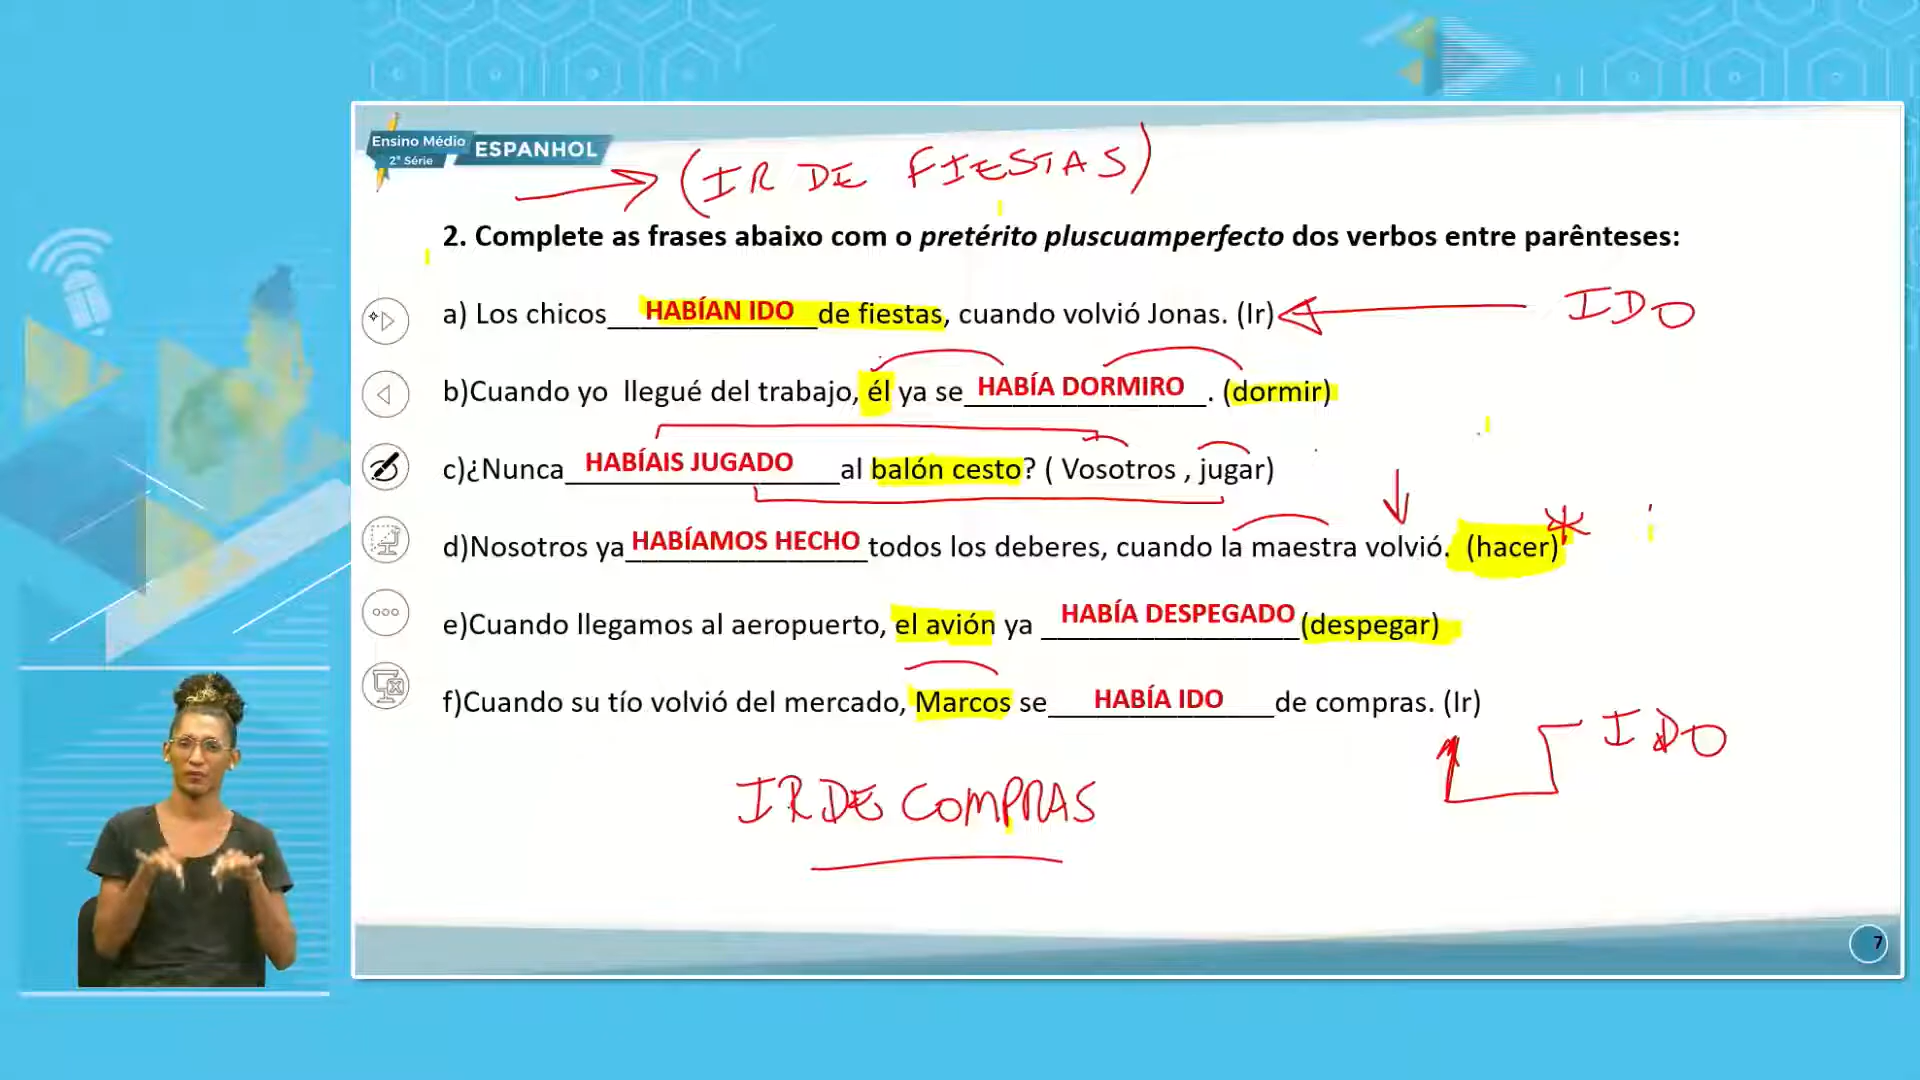 Ensino Médio
2ª Série
ESPANHOL
(IR DE FIESTAS)
2. Complete as frases abaixo com o pretérito pluscuamperfecto dos verbos entre parênteses:
a) Los chicos HABÍAN IDO de fiestas, cuando volvió Jonas. (Ir) IDO
b)Cuando yo llegué del trabajo, él ya se HABÍA DORMIRO. (dormir)
c)¿Nunca HABÍAIS JUGADO al balón cesto? ( Vosotros , jugar)
d)Nosotros ya HABÍAMOS HECHO todos los deberes, cuando la maestra volvió. (hacer)*
e)Cuando llegamos al aeropuerto, el avión ya HABÍA DESPEGADO (despegar)
f)Cuando su tío volvió del mercado, Marcos se HABÍA IDO de compras. (Ir)
IDO
IR DE COMPRAS
7